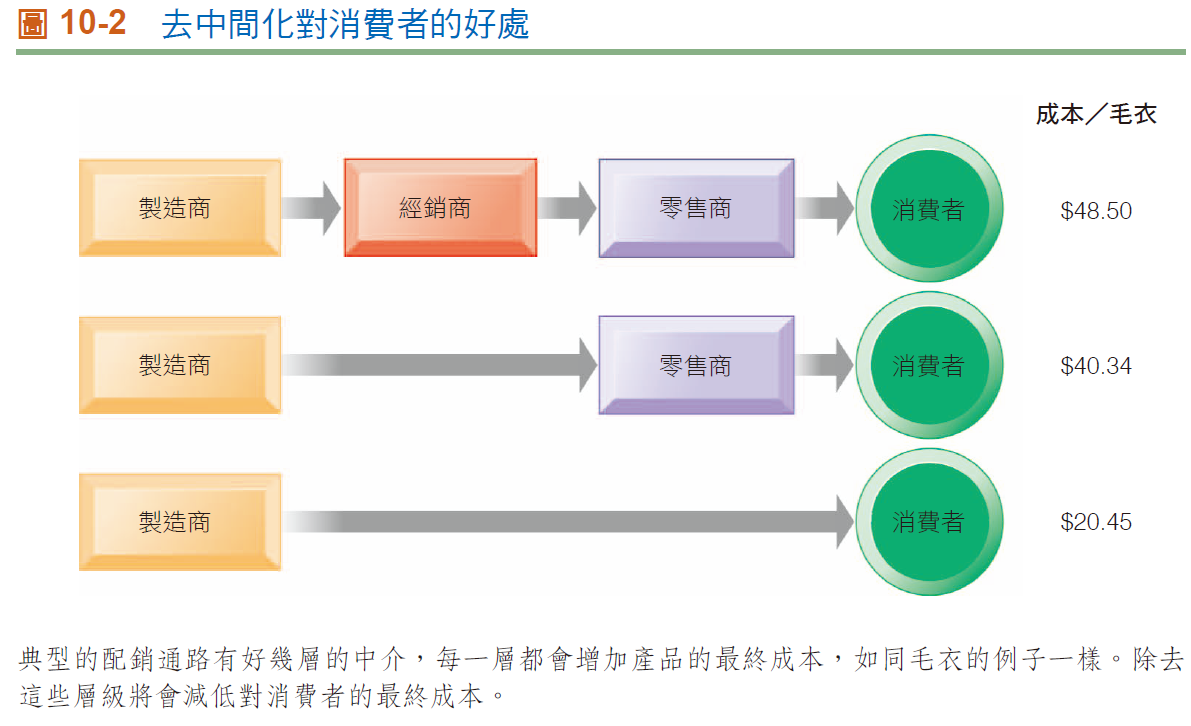 圖 10-2 去中間化對消費者的好處
成本／毛衣
製造商 經銷商 零售商 消費者 $48.50
製造商 零售商 消費者 $40.34
製造商 消費者 $20.45
典型的配銷通路有好幾層的中介，每一層都會增加產品的最終成本，如同毛衣的例子一樣。除去
這些層級將會減低對消費者的最終成本。